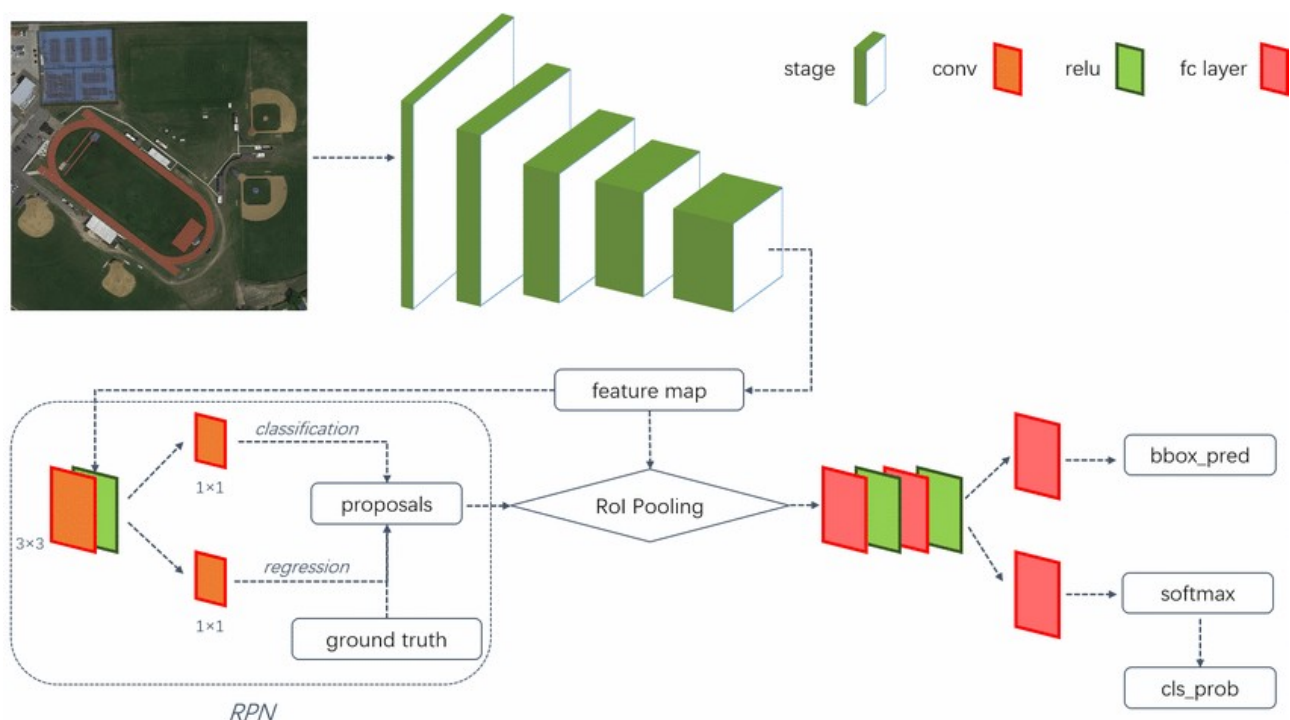 stage
conv
relu
fc layer
feature map
classification
1×1
proposals
RoI Pooling
bbox_pred
3×3
regression
1×1
ground truth
softmax
cls_prob
RPN